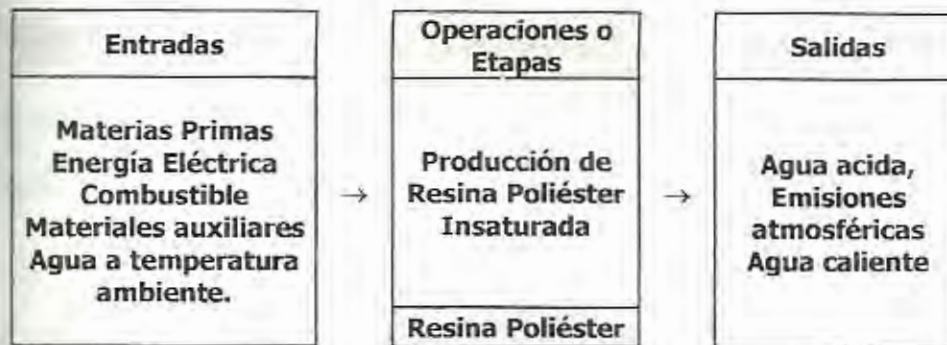 Entradas
Materias Primas
Energía Eléctrica
Combustible
Materiales auxiliares
Agua a temperatura
ambiente.
→
Operaciones o
Etapas
Producción de
Resina Poliéster
Insaturada
Resina Poliéster
→
Salidas
Agua acida,
Emisiones
atmosféricas
Agua caliente